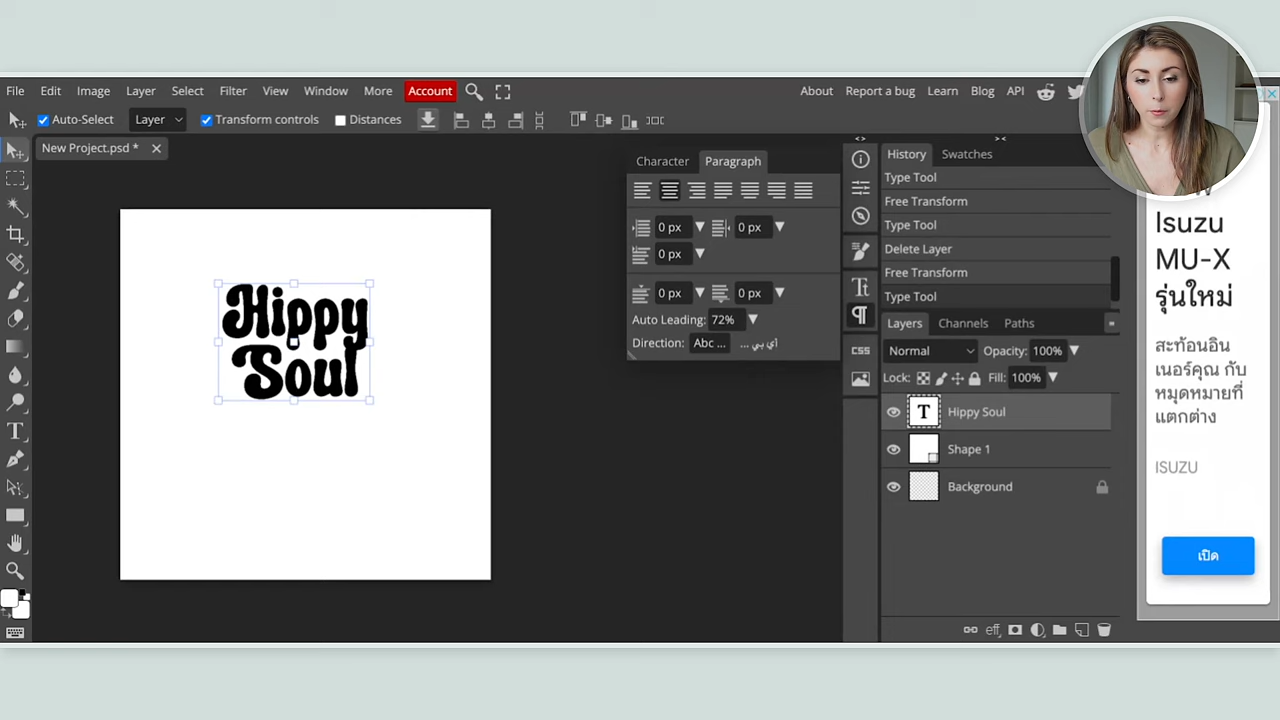 File Edit Image Layer Select Filter View Window More Account About Report a bug Learn Blog API
Auto-Select Layer Transform controls Distances
New Project.psd *
Hippy
Soul
Character Paragraph
0 px 0 px
0 px
0 px 0 px
Auto Leading: 72%
Direction: Abc ... أي بي ...
CSS
History Swatches
Type Tool
Free Transform
Type Tool
Delete Layer
Free Transform
Type Tool
Layers Channels Paths
Normal Opacity: 100%
Lock: Fill: 100%
T Hippy Soul
Shape 1
Background
eff
Isuzu
MU-X
รุ่นใหม่
สะท้อนอิน
เนอร์คุณ กับ
หมุดหมายที่
แตกต่าง
ISUZU
เปิด